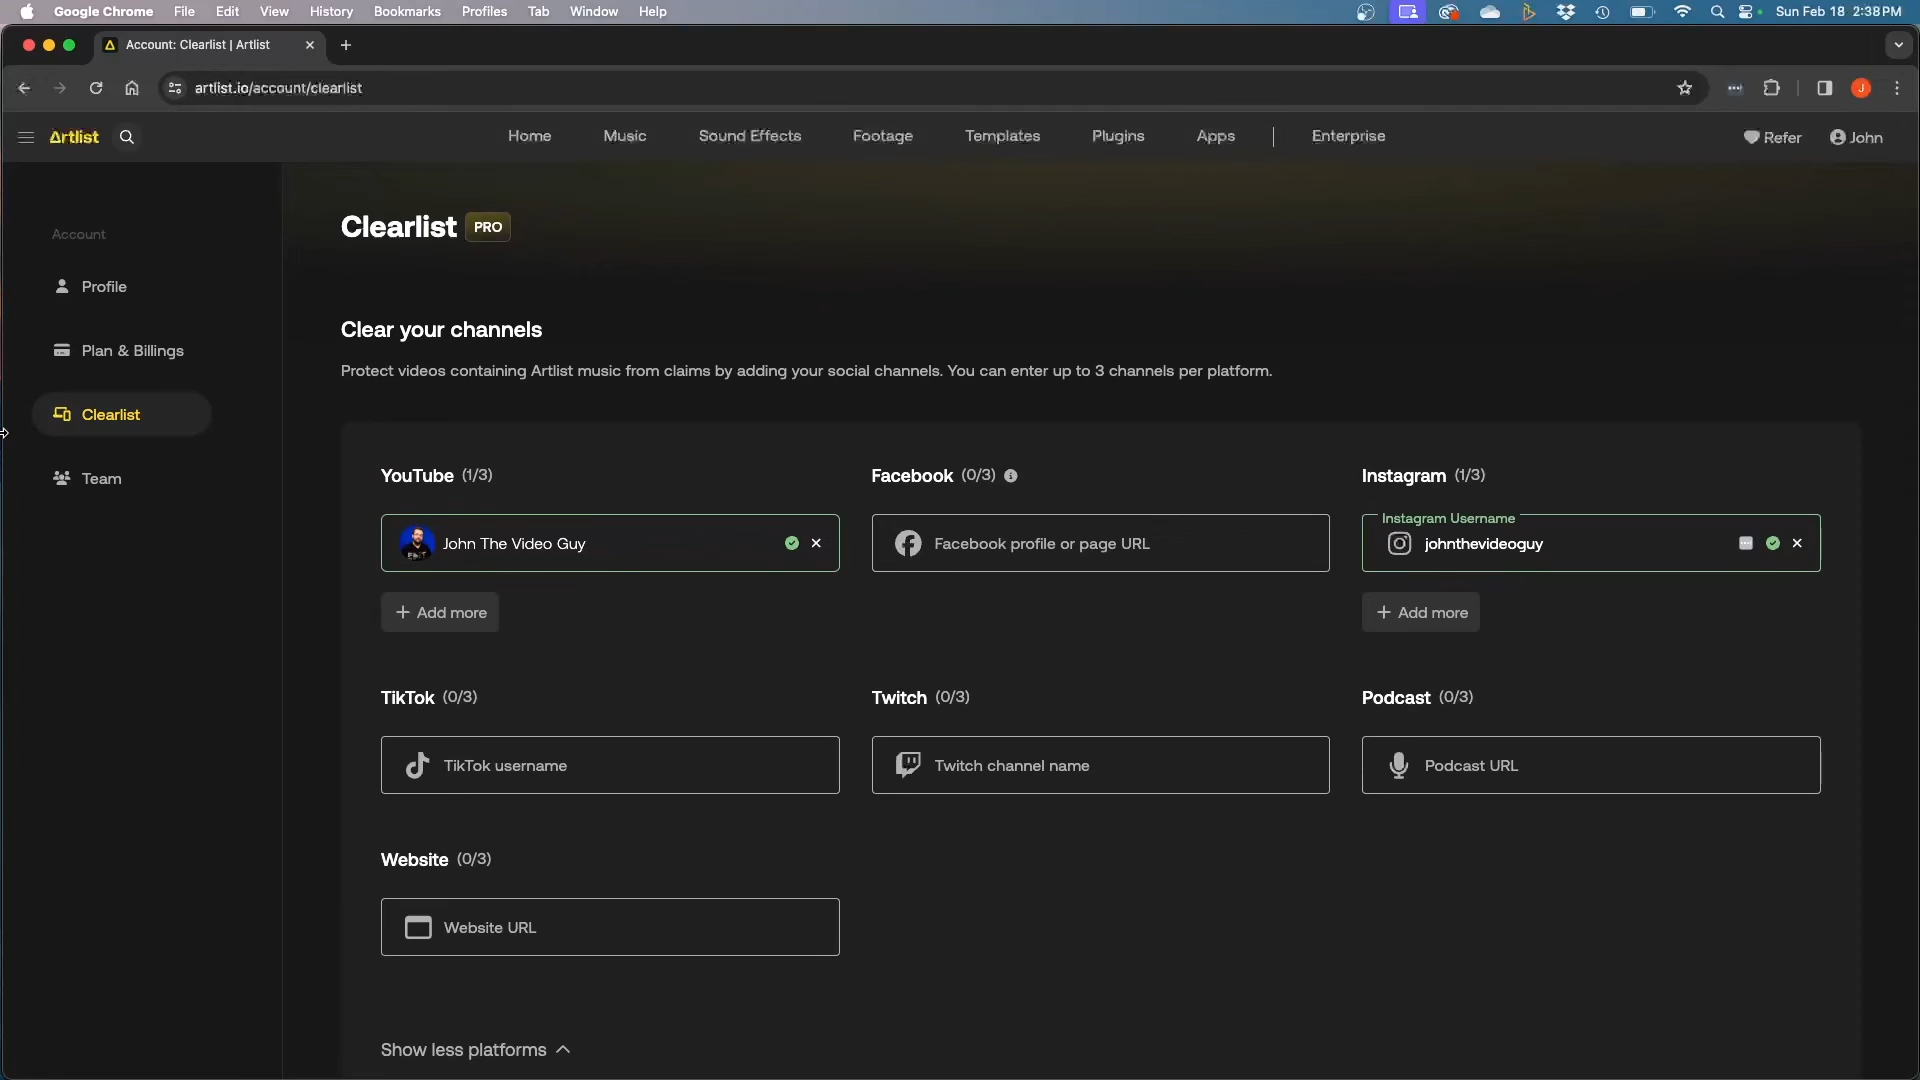 Google Chrome File Edit View History Bookmarks Profiles Tab Window Help Sun Feb 18 2:38 PM
Account: Clearlist | Artlist
artlist.io/account/clearlist J
Artlist Home Music Sound Effects Footage Templates Plugins Apps Enterprise Refer John
Account
Profile
Plan & Billings
Clearlist
Team
Clearlist PRO
Clear your channels
Protect videos containing Artlist music from claims by adding your social channels. You can enter up to 3 channels per platform.
YouTube (1/3)
John The Video Guy
+ Add more
Facebook (0/3)
Facebook profile or page URL
Instagram (1/3)
Instagram Username
johnthevideoguy
+ Add more
TikTok (0/3)
TikTok username
Twitch (0/3)
Twitch channel name
Podcast (0/3)
Podcast URL
Website (0/3)
Website URL
Show less platforms